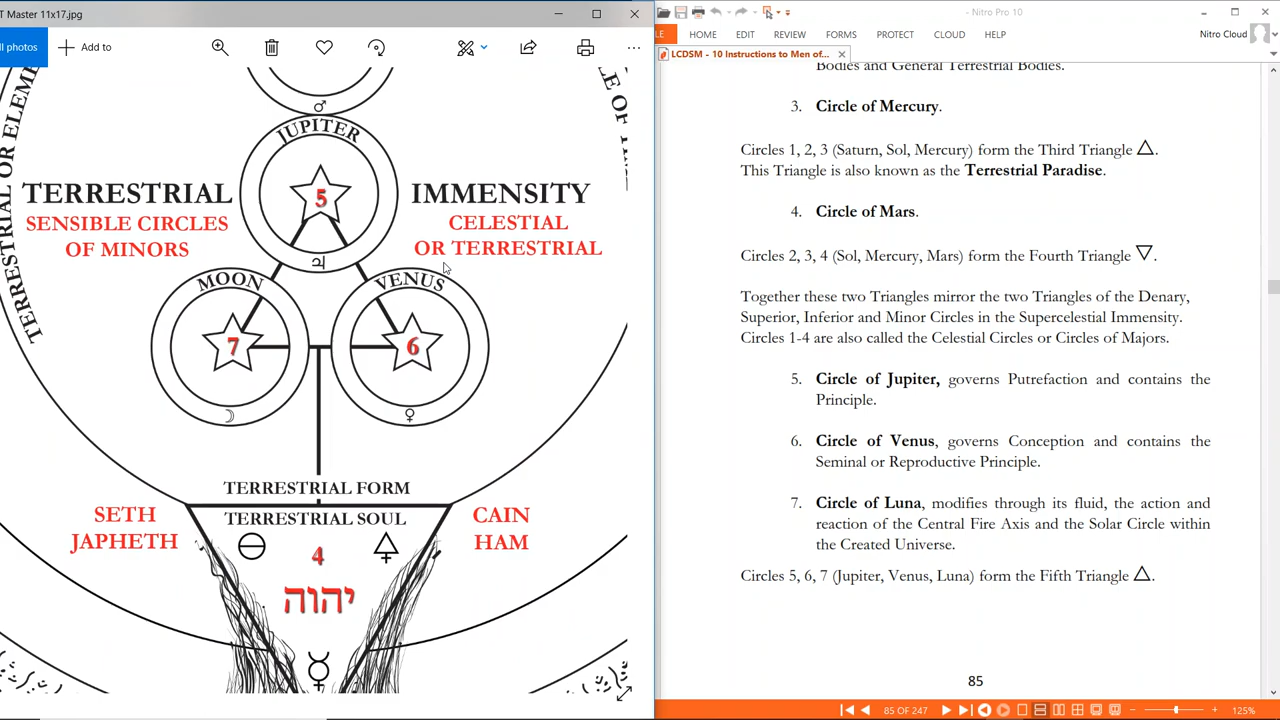 T Master 11x17.jpg
ll photos
Add to
TERRESTRIAL OR ELEME
LE OF
♂
JUPITER
5
♃
TERRESTRIAL
IMMENSITY
SENSIBLE CIRCLES
OF MINORS
CELESTIAL
OR TERRESTRIAL
MOON
7
☽
VENUS
6
♀
TERRESTRIAL FORM
TERRESTRIAL SOUL
SETH
JAPHETH
CAIN
HAM
4
יהוה
☿
- Nitro Pro 10
LE
HOME
EDIT
REVIEW
FORMS
PROTECT
CLOUD
HELP
Nitro Cloud
LCDSM - 10 Instructions to Men of...
Bodies and General Terrestrial Bodies.
3. Circle of Mercury.
Circles 1, 2, 3 (Saturn, Sol, Mercury) form the Third Triangle △.
This Triangle is also known as the Terrestrial Paradise.
4. Circle of Mars.
Circles 2, 3, 4 (Sol, Mercury, Mars) form the Fourth Triangle ▽.
Together these two Triangles mirror the two Triangles of the Denary,
Superior, Inferior and Minor Circles in the Supercelestial Immensity.
Circles 1-4 are also called the Celestial Circles or Circles of Majors.
5. Circle of Jupiter, governs Putrefaction and contains the
Principle.
6. Circle of Venus, governs Conception and contains the
Seminal or Reproductive Principle.
7. Circle of Luna, modifies through its fluid, the action and
reaction of the Central Fire Axis and the Solar Circle within
the Created Universe.
Circles 5, 6, 7 (Jupiter, Venus, Luna) form the Fifth Triangle △.
85
85 OF 247
125%